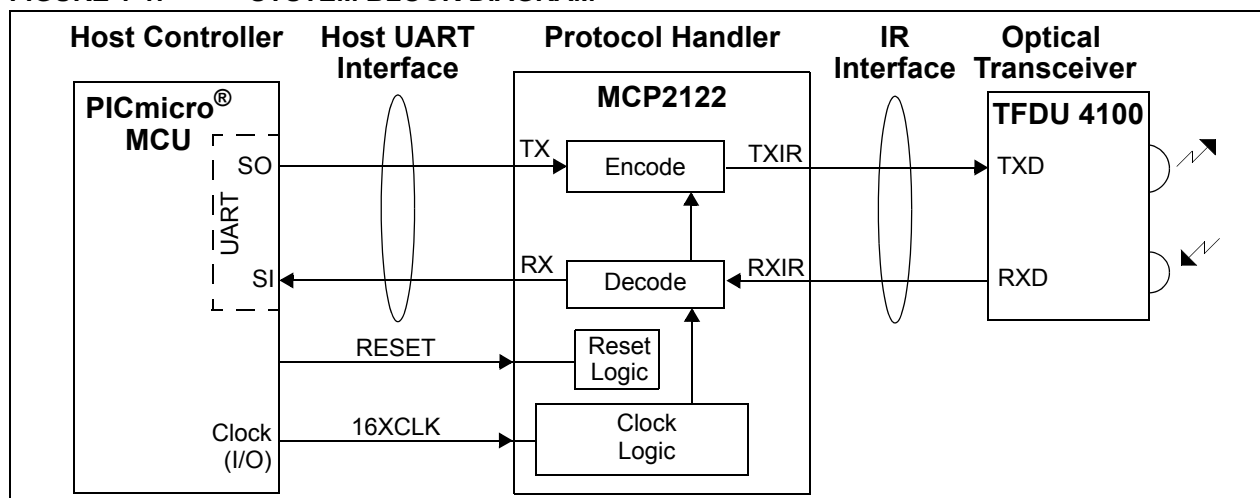 Host Controller
Host UART
Interface
Protocol Handler
IR
Interface
Optical
Transceiver
PICmicro®
MCU
SO
UART
SI
Clock
(I/O)
TX
RX
RESET
16XCLK
MCP2122
Encode
Decode
Reset
Logic
Clock
Logic
TXIR
RXIR
TFDU 4100
TXD
RXD